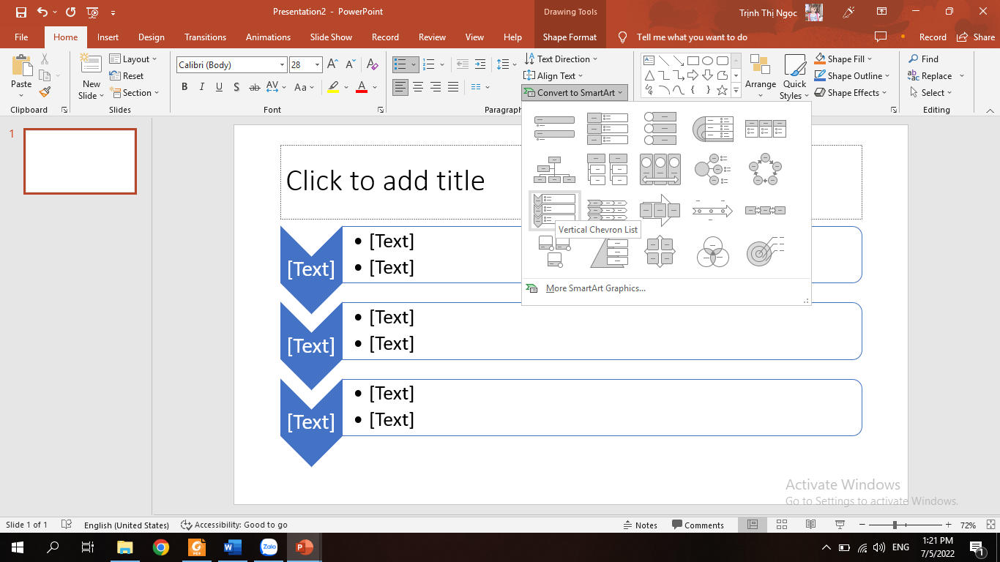 Presentation2 - PowerPoint
Drawing Tools
Trịnh Thị Ngọc
File Home Insert Design Transitions Animations Slide Show Record Review View Help Shape Format Tell me what you want to do Record Share
Paste
Clipboard
New
Slide
Layout
Reset
Section
Slides
Calibri (Body) 28
B I U S ab AV Aa A
Font
Text Direction
Align Text
Convert to SmartArt
Paragraph
Arrange
Quick
Styles
Shape Fill
Shape Outline
Shape Effects
Find
Replace
Select
Editing
1
Click to add title
[Text]
• [Text]
• [Text]
[Text]
• [Text]
• [Text]
[Text]
• [Text]
• [Text]
Vertical Chevron List
More SmartArt Graphics...
Activate Windows
Go to Settings to activate Windows.
Slide 1 of 1 English (United States) Accessibility: Good to go Notes Comments 72%
ENG
1:21 PM
7/5/2022
1
PDF
W
Zalo
P